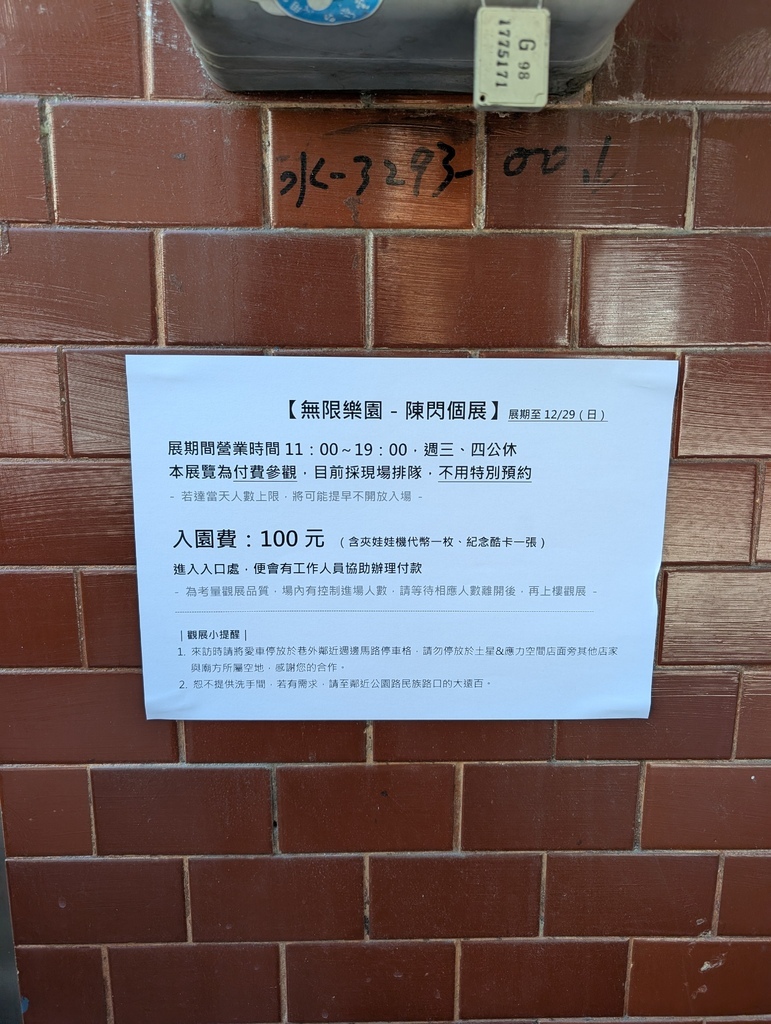 G 98
1775171
水-3293-00
【無限樂園 - 陳閃個展】展期至 12/29（日）
展期間營業時間 11：00～19：00，週三、四公休
本展覽為付費參觀，目前採現場排隊，不用特別預約
- 若達當天人數上限，將可能提早不開放入場 -
入園費：100 元 （含夾娃娃機代幣一枚、紀念酷卡一張）
進入入口處，便會有工作人員協助辦理付款
- 為考量觀展品質，場內有控制進場人數，請等待相應人數離開後，再上樓觀展 -
｜觀展小提醒｜
1. 來訪時請將愛車停放於巷外鄰近週邊馬路停車格，請勿停放於土星&應力空間店面旁其他店家
與廟方所屬空地，感謝您的合作。
2. 恕不提供洗手間，若有需求，請至鄰近公園路民族路口的大遠百。